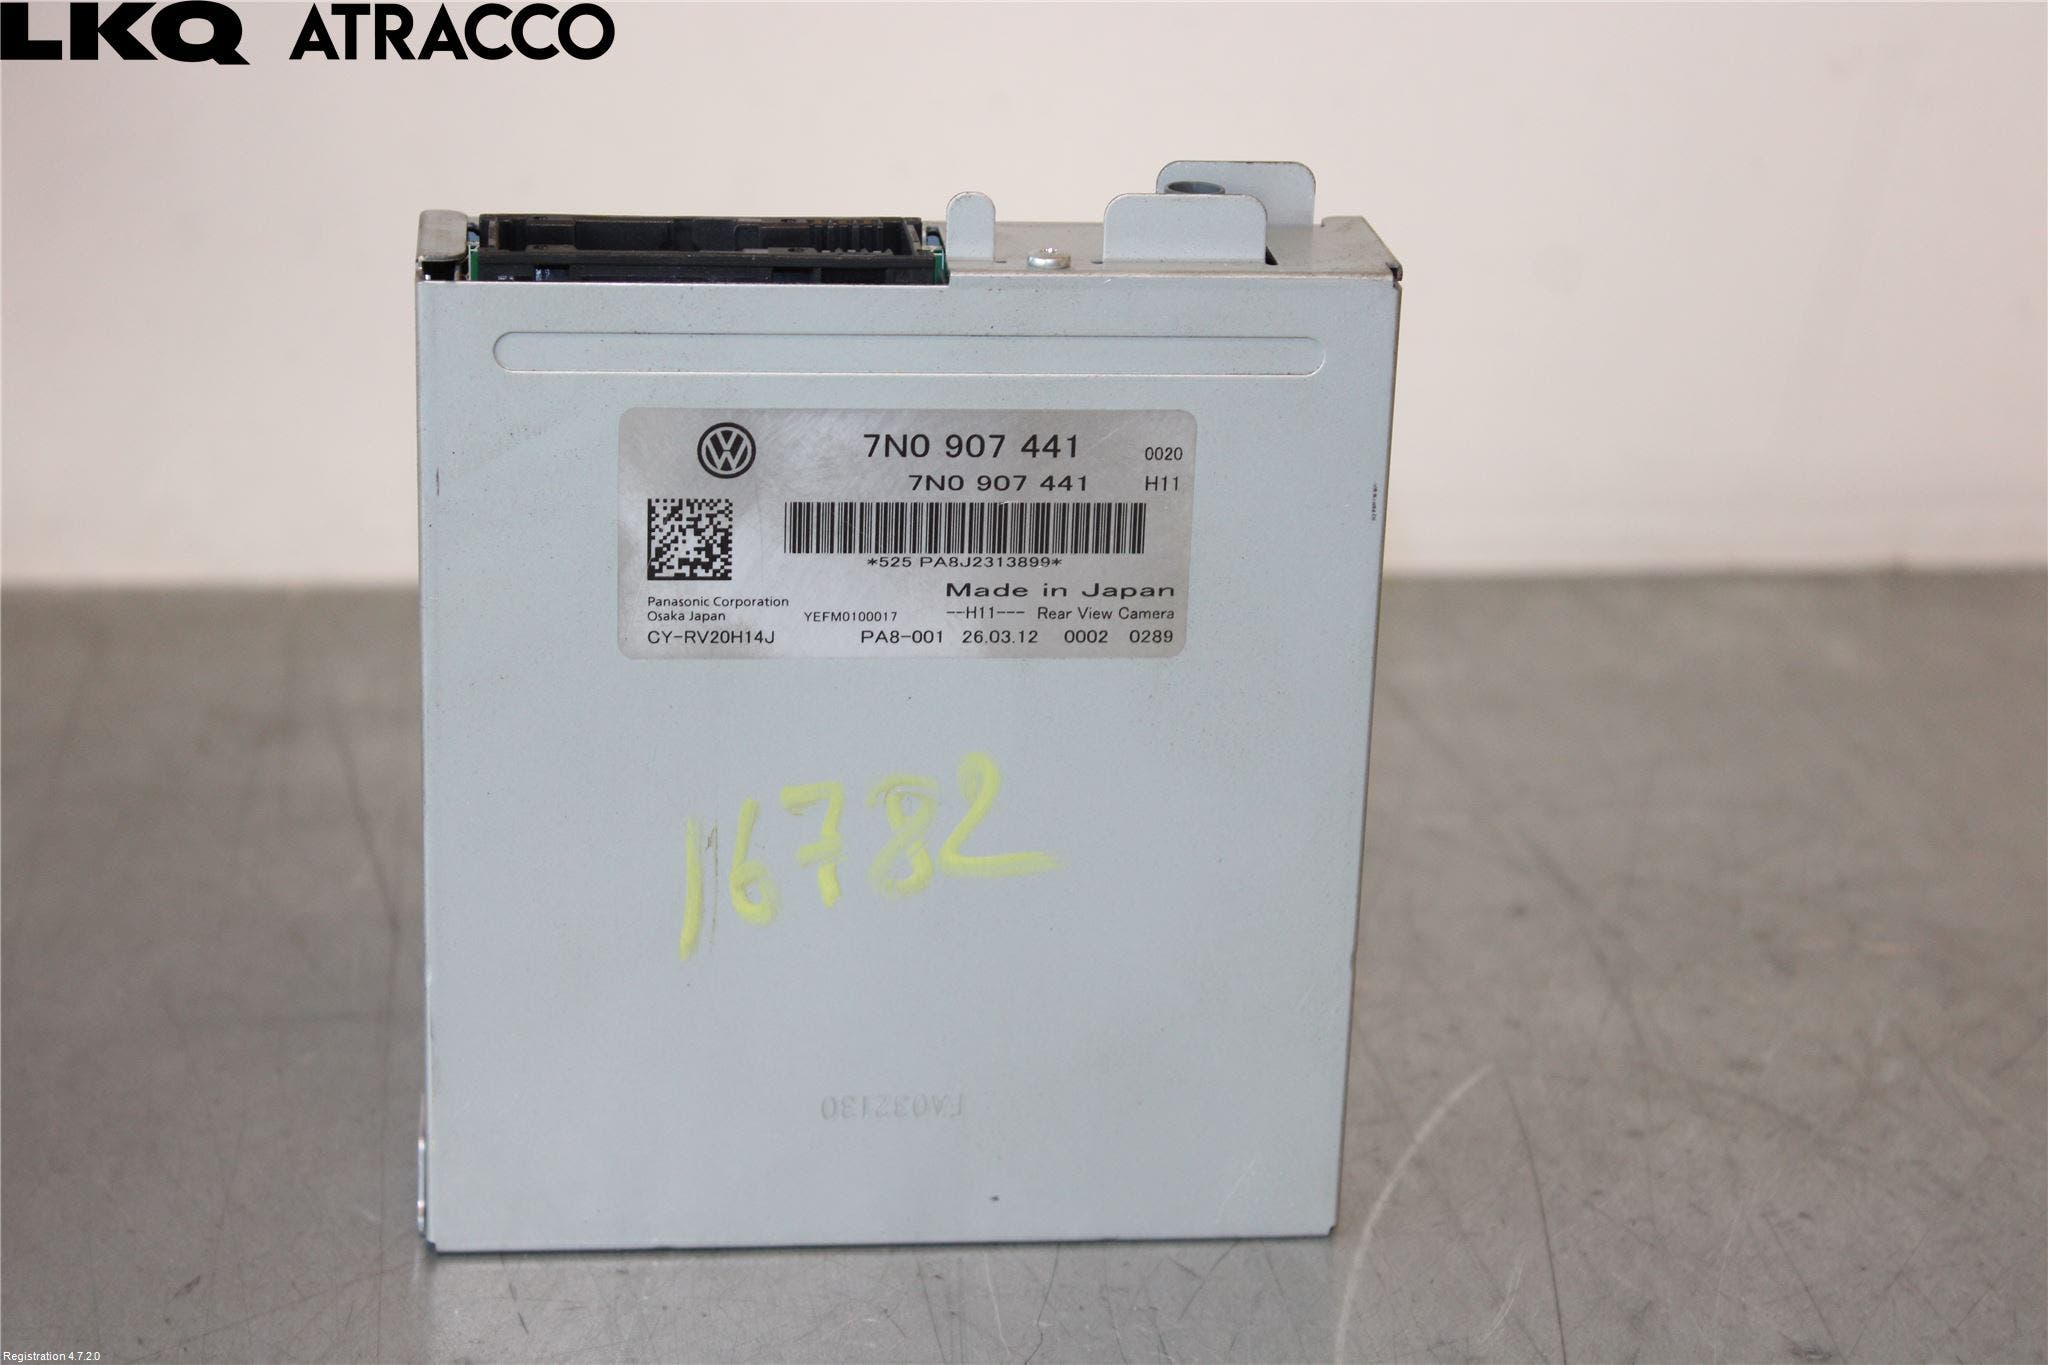 LKQ ATRACCO
7N0 907 441 0020
7N0 907 441 H11
*525 PA8J2313899*
Made in Japan
Panasonic Corporation
Osaka Japan YEFM0100017 --H11--- Rear View Camera
CY-RV20H14J PA8-001 26.03.12 0002 0289
16782
FA032130
Registration 4.7.2.0